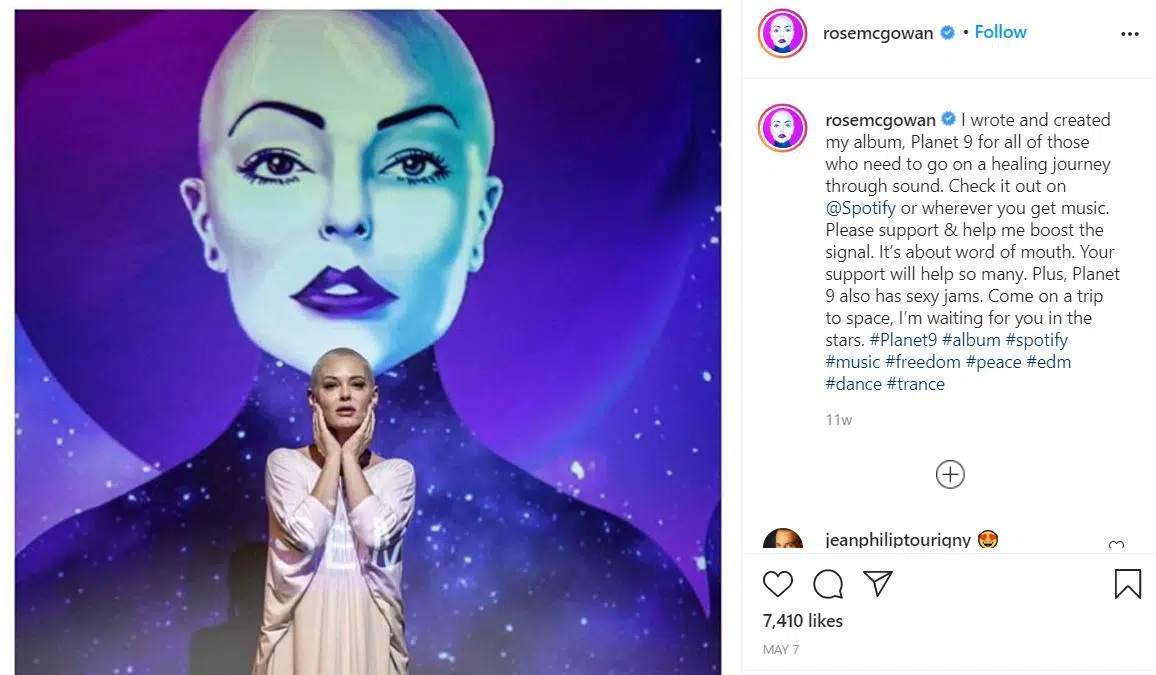 rosemcgowan • Follow
rosemcgowan I wrote and created
my album, Planet 9 for all of those
who need to go on a healing journey
through sound. Check it out on
@Spotify or wherever you get music.
Please support & help me boost the
signal. It’s about word of mouth. Your
support will help so many. Plus, Planet
9 also has sexy jams. Come on a trip
to space, I’m waiting for you in the
stars. #Planet9 #album #spotify
#music #freedom #peace #edm
#dance #trance
11w
jeanphiliptourigny 😍
7,410 likes
MAY 7